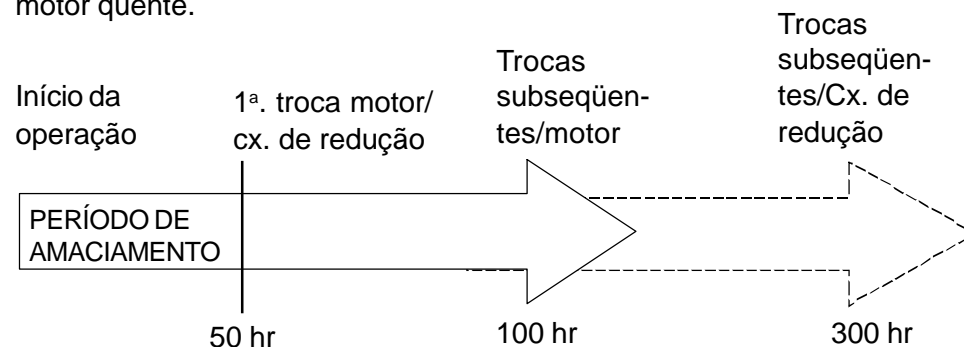 motor quente.
Início da
operação
1ª. troca motor/
cx. de redução
Trocas
subseqüen-
tes/motor
Trocas
subseqüen-
tes/Cx. de
redução
PERÍODO DE
AMACIAMENTO
50 hr
100 hr
300 hr